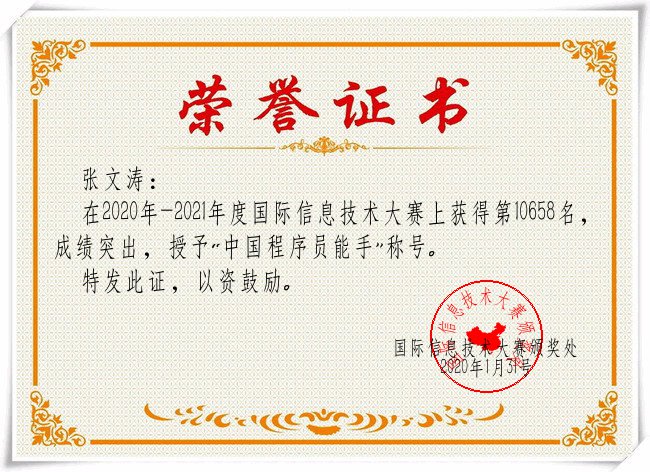 荣誉证书
张文涛：
在2020年-2021年度国际信息技术大赛上获得第10658名，
成绩突出，授予“中国程序员能手”称号。
特发此证，以资鼓励。
国际信息技术大赛颁奖处
国际信息技术大赛颁奖处
2020年1月31号